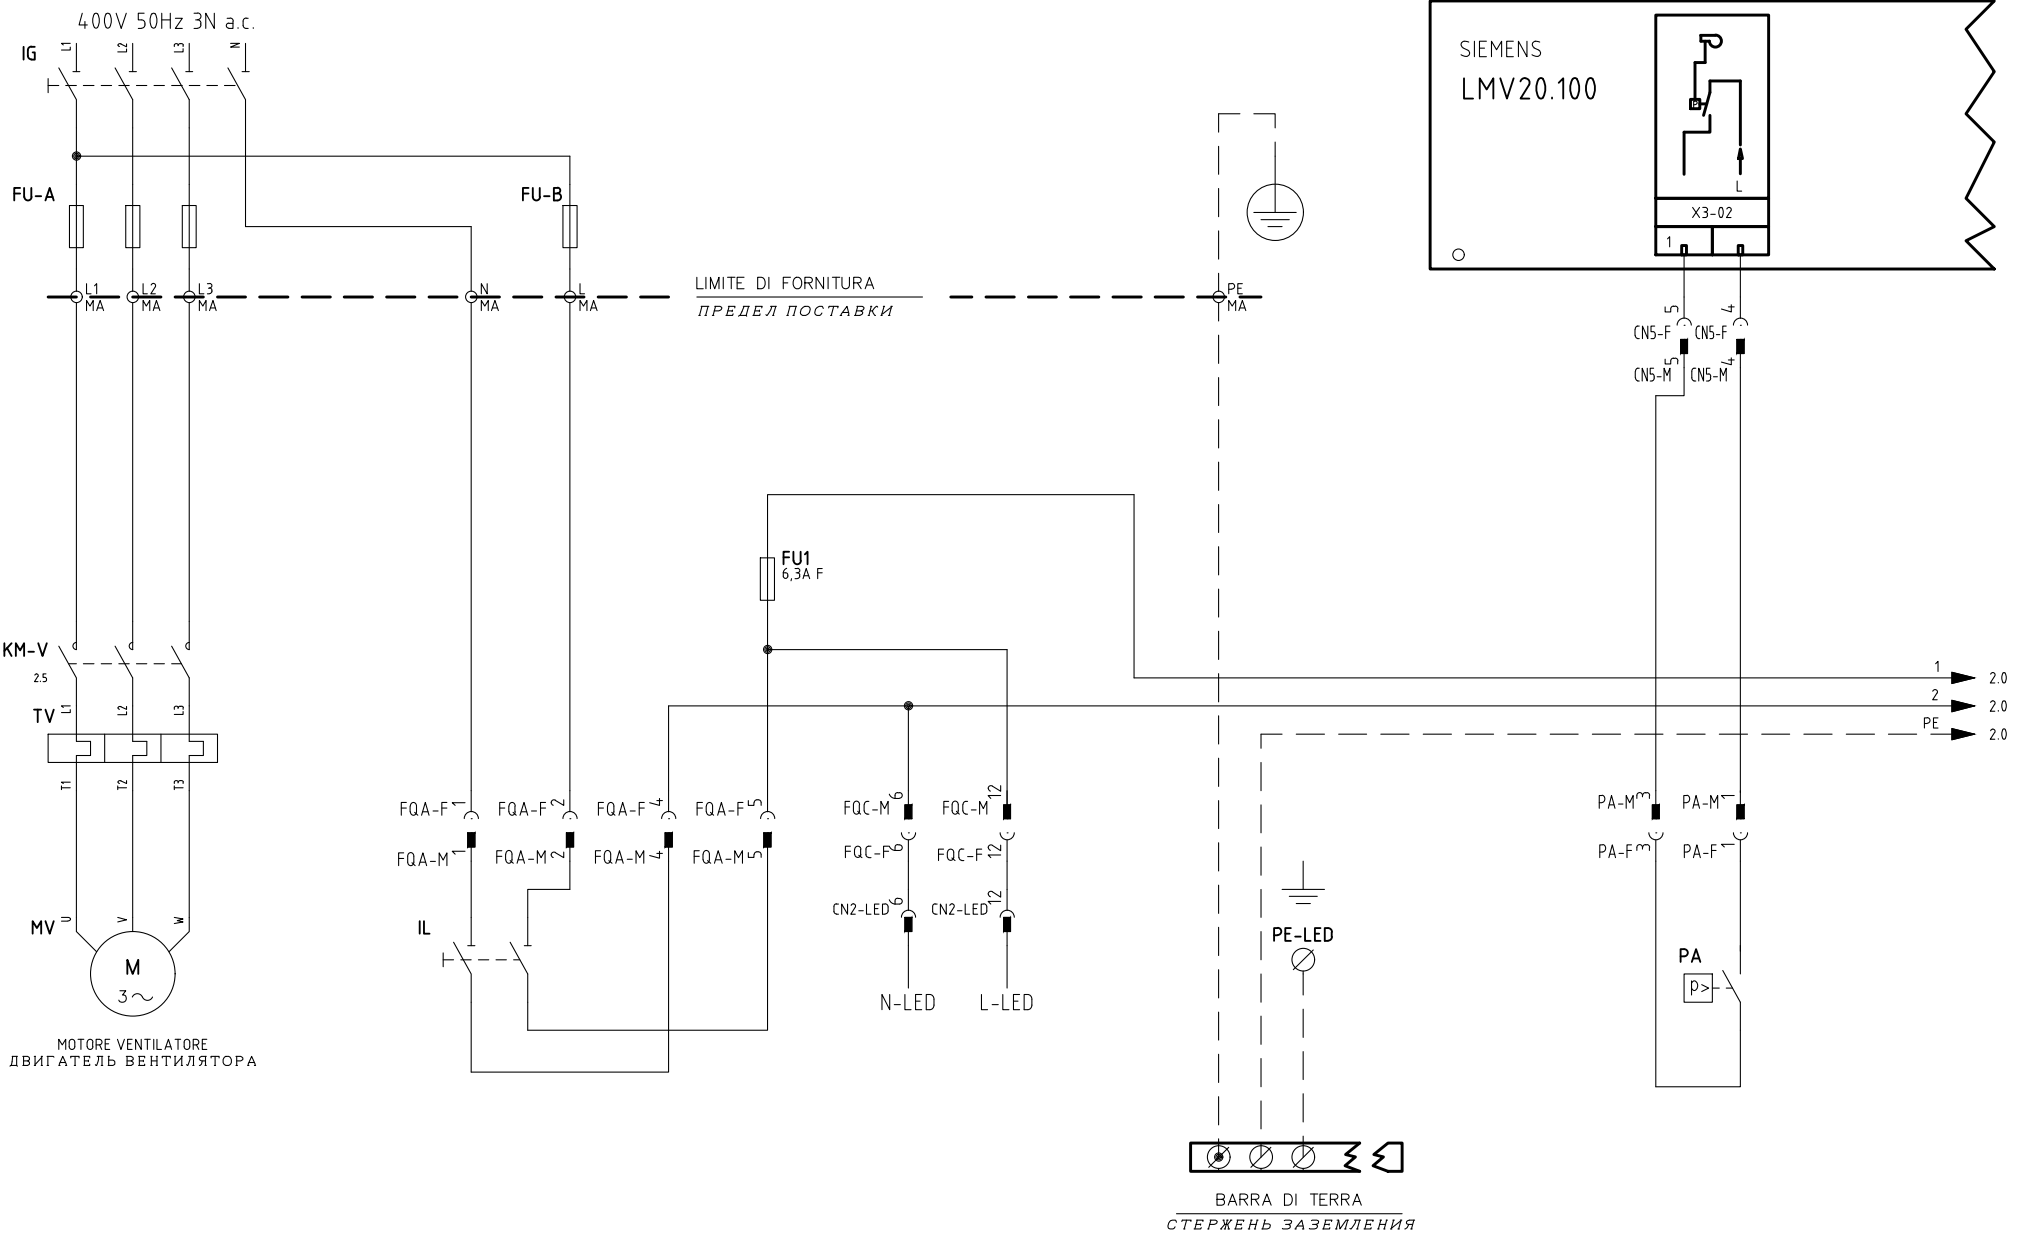 400V 50Hz 3N a.c.
IG
L1 L2 L3 N
SIEMENS
LMV20.100
P
L
X3-02
1
FU-A
FU-B
L1 MA
L2 MA
L3 MA
N MA
L MA
LIMITE DI FORNITURA
ПРЕДЕЛ ПОСТАВКИ
PE MA
5 4
CN5-F CN5-F
5 4
CN5-M CN5-M
FU1
6,3A F
KM-V
2.5
1 2.0
2 2.0
PE 2.0
TV L1 L2 L3
T1 T2 T3
FQA-F 1
FQA-F 2
FQA-F 4
FQA-F 5
FQC-M 6
FQC-M 12
PA-M 3
PA-M 1
FQA-M 1
FQA-M 2
FQA-M 4
FQA-M 5
FQC-F 6
FQC-F 12
PA-F 3
PA-F 1
CN2-LED 6
CN2-LED 12
MV U V W
IL
PE-LED
PA
P>
M
3~
N-LED
L-LED
MOTORE VENTILATORE
ДВИГАТЕЛЬ ВЕНТИЛЯТОРА
BARRA DI TERRA
СТЕРЖЕНЬ ЗАЗЕМЛЕНИЯ